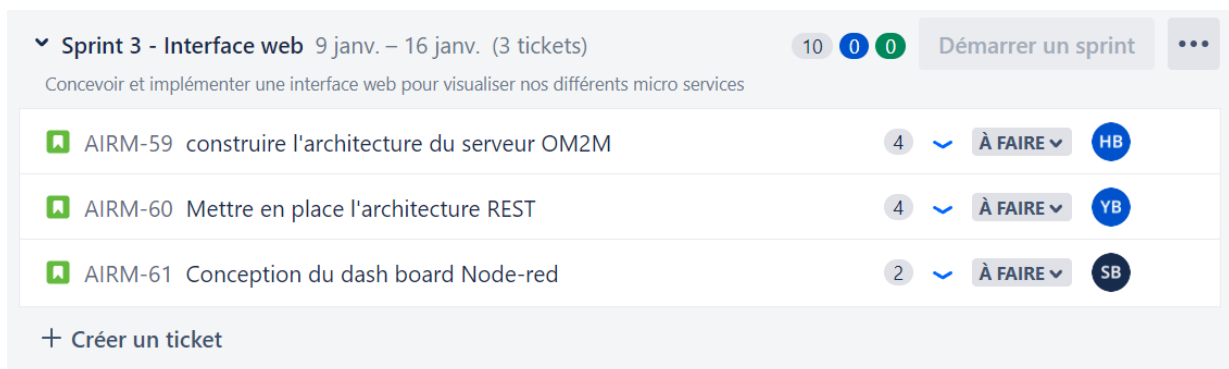 Sprint 3 - Interface web 9 janv. – 16 janv. (3 tickets) 10 0 0 Démarrer un sprint
Concevoir et implémenter une interface web pour visualiser nos différents micro services
AIRM-59 construire l'architecture du serveur OM2M 4 À FAIRE HB
AIRM-60 Mettre en place l'architecture REST 4 À FAIRE YB
AIRM-61 Conception du dash board Node-red 2 À FAIRE SB
+ Créer un ticket